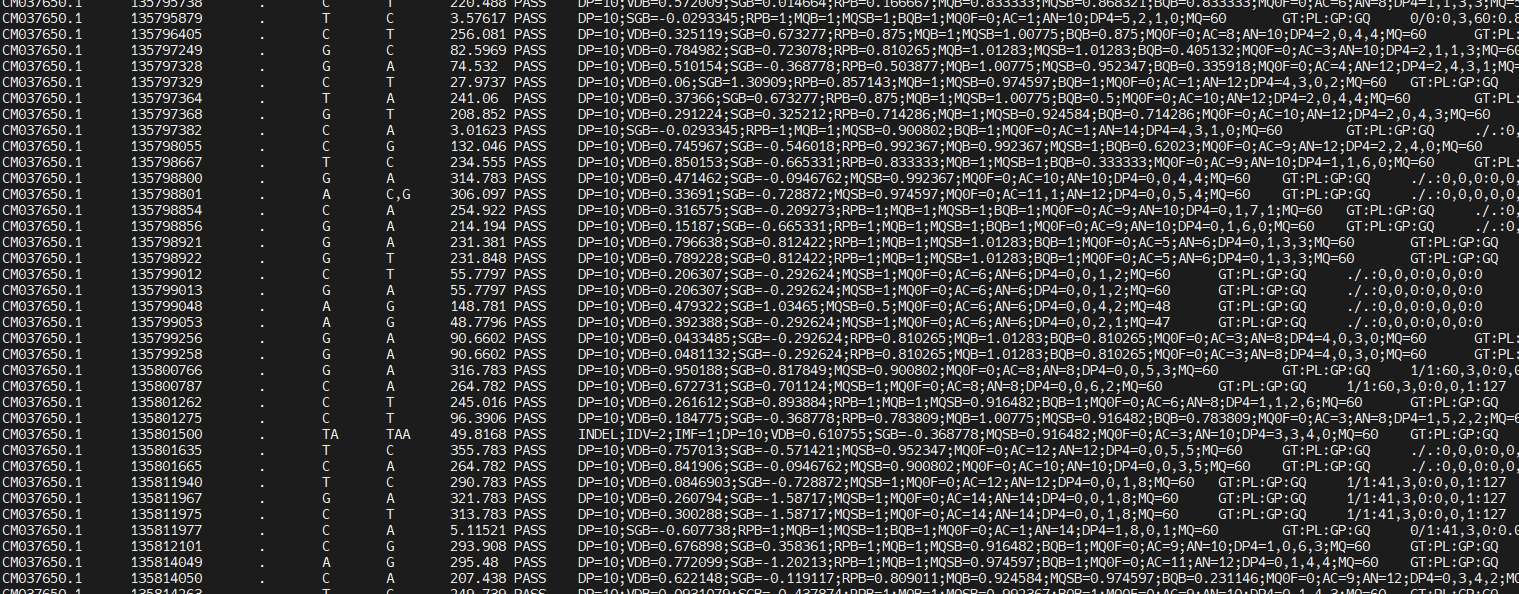 CM037650.1 135795738 . C T 220.488 PASS DP=10;VDB=0.572009;SGB=0.014664;RPB=0.166667;MQB=0.833333;MQSB=0.868321;BQB=0.833333;MQ0F=0;AC=6;AN=8;DP4=1,1,3,3;MQ=
CM037650.1 135795879 . T C 3.57617 PASS DP=10;SGB=-0.0293345;RPB=1;MQB=1;MQSB=1;BQB=1;MQ0F=0;AC=1;AN=10;DP4=5,2,1,0;MQ=60 GT:PL:GP:GQ 0/0:0,3,60:0.
CM037650.1 135796405 . C T 256.081 PASS DP=10;VDB=0.325119;SGB=0.673277;RPB=0.875;MQB=1;MQSB=1.00775;BQB=0.875;MQ0F=0;AC=8;AN=10;DP4=2,0,4,4;MQ=60 GT:PL:GP:GQ
CM037650.1 135797249 . G C 82.5969 PASS DP=10;VDB=0.784982;SGB=0.723078;RPB=0.810265;MQB=1.01283;MQSB=1.01283;BQB=0.405132;MQ0F=0;AC=3;AN=10;DP4=2,1,1,3;MQ=60
CM037650.1 135797328 . G A 74.532 PASS DP=10;VDB=0.510154;SGB=-0.368778;RPB=0.503877;MQB=1.00775;MQSB=0.952347;BQB=0.335918;MQ0F=0;AC=4;AN=12;DP4=2,4,3,1;MQ=
CM037650.1 135797329 . C T 27.9737 PASS DP=10;VDB=0.06;SGB=1.30909;RPB=0.857143;MQB=1;MQSB=0.974597;BQB=1;MQ0F=0;AC=1;AN=12;DP4=4,3,0,2;MQ=60 GT:PL:GP:GQ
CM037650.1 135797364 . T A 241.06 PASS DP=10;VDB=0.37366;SGB=0.673277;RPB=0.875;MQB=1;MQSB=1.00775;BQB=0.5;MQ0F=0;AC=10;AN=12;DP4=2,0,4,4;MQ=60 GT:PL:
CM037650.1 135797368 . G T 208.852 PASS DP=10;VDB=0.291224;SGB=0.325212;RPB=0.714286;MQB=1;MQSB=0.924584;BQB=0.714286;MQ0F=0;AC=10;AN=12;DP4=2,0,4,3;MQ=60
CM037650.1 135797382 . C A 3.01623 PASS DP=10;SGB=-0.0293345;RPB=1;MQB=1;MQSB=0.900802;BQB=1;MQ0F=0;AC=1;AN=14;DP4=4,3,1,0;MQ=60 GT:PL:GP:GQ ./.:0,
CM037650.1 135798055 . C G 132.046 PASS DP=10;VDB=0.745967;SGB=-0.546018;RPB=0.992367;MQB=0.992367;MQSB=1;BQB=0.62023;MQ0F=0;AC=9;AN=12;DP4=2,2,4,0;MQ=60
CM037650.1 135798667 . T C 234.555 PASS DP=10;VDB=0.850153;SGB=-0.665331;RPB=0.833333;MQB=1;MQSB=1;BQB=0.333333;MQ0F=0;AC=9;AN=10;DP4=1,1,6,0;MQ=60 GT:PL:
CM037650.1 135798800 . G A 314.783 PASS DP=10;VDB=0.471462;SGB=-0.0946762;MQSB=0.992367;MQ0F=0;AC=10;AN=10;DP4=0,0,4,4;MQ=60 GT:PL:GP:GQ ./.:0,0,0:0,0,
CM037650.1 135798801 . A C,G 306.097 PASS DP=10;VDB=0.33691;SGB=-0.728872;MQSB=0.974597;MQ0F=0;AC=11,1;AN=12;DP4=0,0,5,4;MQ=60 GT:PL:GP:GQ ./.:0,0,0:0,0,
CM037650.1 135798854 . C A 254.922 PASS DP=10;VDB=0.316575;SGB=-0.209273;RPB=1;MQB=1;MQSB=1;BQB=1;MQ0F=0;AC=9;AN=10;DP4=0,1,7,1;MQ=60 GT:PL:GP:GQ ./.:0,
CM037650.1 135798856 . G A 214.194 PASS DP=10;VDB=0.15187;SGB=-0.665331;RPB=1;MQB=1;MQSB=1;BQB=1;MQ0F=0;AC=9;AN=10;DP4=0,1,6,0;MQ=60 GT:PL:GP:GQ ./.:0,
CM037650.1 135798921 . G A 231.381 PASS DP=10;VDB=0.796638;SGB=0.812422;RPB=1;MQB=1;MQSB=1.01283;BQB=1;MQ0F=0;AC=5;AN=6;DP4=0,1,3,3;MQ=60 GT:PL:GP:GQ
CM037650.1 135798922 . G T 231.848 PASS DP=10;VDB=0.789228;SGB=0.812422;RPB=1;MQB=1;MQSB=1.01283;BQB=1;MQ0F=0;AC=5;AN=6;DP4=0,1,3,3;MQ=60 GT:PL:GP:GQ
CM037650.1 135799012 . C T 55.7797 PASS DP=10;VDB=0.206307;SGB=-0.292624;MQSB=1;MQ0F=0;AC=6;AN=6;DP4=0,0,1,2;MQ=60 GT:PL:GP:GQ ./.:0,0,0:0,0,0:0
CM037650.1 135799013 . G A 55.7797 PASS DP=10;VDB=0.206307;SGB=-0.292624;MQSB=1;MQ0F=0;AC=6;AN=6;DP4=0,0,1,2;MQ=60 GT:PL:GP:GQ ./.:0,0,0:0,0,0:0
CM037650.1 135799048 . A G 148.781 PASS DP=10;VDB=0.479322;SGB=1.03465;MQSB=0.5;MQ0F=0;AC=6;AN=6;DP4=0,0,4,2;MQ=48 GT:PL:GP:GQ ./.:0,0,0:0,0,0:0
CM037650.1 135799053 . A G 48.7796 PASS DP=10;VDB=0.392388;SGB=-0.292624;MQSB=1;MQ0F=0;AC=6;AN=6;DP4=0,0,2,1;MQ=47 GT:PL:GP:GQ ./.:0,0,0:0,0,0:0
CM037650.1 135799256 . G A 90.6602 PASS DP=10;VDB=0.0433485;SGB=-0.292624;RPB=0.810265;MQB=1.01283;BQB=0.810265;MQ0F=0;AC=3;AN=8;DP4=4,0,3,0;MQ=60 GT:PL:
CM037650.1 135799258 . G A 90.6602 PASS DP=10;VDB=0.0481132;SGB=-0.292624;RPB=0.810265;MQB=1.01283;BQB=0.810265;MQ0F=0;AC=3;AN=8;DP4=4,0,3,0;MQ=60 GT:PL:
CM037650.1 135800766 . G A 316.783 PASS DP=10;VDB=0.950188;SGB=0.817849;MQSB=0.900802;MQ0F=0;AC=8;AN=8;DP4=0,0,5,3;MQ=60 GT:PL:GP:GQ 1/1:60,3,0:0,0,
CM037650.1 135800787 . C A 264.782 PASS DP=10;VDB=0.672731;SGB=0.701124;MQSB=1;MQ0F=0;AC=8;AN=8;DP4=0,0,6,2;MQ=60 GT:PL:GP:GQ 1/1:60,3,0:0,0,1:127
CM037650.1 135801262 . C T 245.016 PASS DP=10;VDB=0.261612;SGB=0.893884;RPB=1;MQB=1;MQSB=0.916482;BQB=1;MQ0F=0;AC=6;AN=8;DP4=1,1,2,6;MQ=60 GT:PL:GP:GQ
CM037650.1 135801275 . C T 96.3906 PASS DP=10;VDB=0.184775;SGB=-0.368778;RPB=0.783809;MQB=1.00775;MQSB=0.916482;BQB=0.783809;MQ0F=0;AC=3;AN=8;DP4=1,5,2,2;MQ=6
CM037650.1 135801500 . TA TAA 49.8168 PASS INDEL;IDV=2;IMF=1;DP=10;VDB=0.610755;SGB=-0.368778;MQSB=0.916482;MQ0F=0;AC=3;AN=10;DP4=3,3,4,0;MQ=60 GT:PL:GP:GQ
CM037650.1 135801635 . T C 355.783 PASS DP=10;VDB=0.757013;SGB=-0.571421;MQSB=0.952347;MQ0F=0;AC=12;AN=12;DP4=0,0,5,5;MQ=60 GT:PL:GP:GQ ./.:0,0,0:0,0,
CM037650.1 135801665 . C A 264.782 PASS DP=10;VDB=0.841906;SGB=-0.0946762;MQSB=0.900802;MQ0F=0;AC=10;AN=10;DP4=0,0,3,5;MQ=60 GT:PL:GP:GQ ./.:0,0,0:0,0,
CM037650.1 135811940 . T C 290.783 PASS DP=10;VDB=0.0846903;SGB=-0.728872;MQSB=1;MQ0F=0;AC=12;AN=12;DP4=0,0,1,8;MQ=60 GT:PL:GP:GQ 1/1:41,3,0:0,0,1:127
CM037650.1 135811967 . G A 321.783 PASS DP=10;VDB=0.260794;SGB=-1.58717;MQSB=1;MQ0F=0;AC=14;AN=14;DP4=0,0,1,8;MQ=60 GT:PL:GP:GQ 1/1:41,3,0:0,0,1:127
CM037650.1 135811975 . C T 313.783 PASS DP=10;VDB=0.300288;SGB=-1.58717;MQSB=1;MQ0F=0;AC=14;AN=14;DP4=0,0,1,8;MQ=60 GT:PL:GP:GQ 1/1:41,3,0:0,0,1:127
CM037650.1 135811977 . C A 5.11521 PASS DP=10;SGB=-0.607738;RPB=1;MQB=1;MQSB=1;BQB=1;MQ0F=0;AC=1;AN=14;DP4=1,8,0,1;MQ=60 GT:PL:GP:GQ 0/1:41,3,0:0.0
CM037650.1 135812101 . C G 293.908 PASS DP=10;VDB=0.676898;SGB=0.358361;RPB=1;MQB=1;MQSB=0.916482;BQB=1;MQ0F=0;AC=9;AN=10;DP4=1,0,6,3;MQ=60 GT:PL:GP:GQ
CM037650.1 135814049 . A G 295.48 PASS DP=10;VDB=0.772099;SGB=-1.20213;RPB=1;MQB=1;MQSB=0.974597;BQB=1;MQ0F=0;AC=11;AN=12;DP4=0,1,4,4;MQ=60 GT:PL:GP:GQ
CM037650.1 135814050 . C A 207.438 PASS DP=10;VDB=0.622148;SGB=-0.119117;RPB=0.809011;MQB=0.924584;MQSB=0.974597;BQB=0.231146;MQ0F=0;AC=9;AN=12;DP4=0,3,4,2;MQ=
CM037650.1 135814263 . T C 249.739 PASS